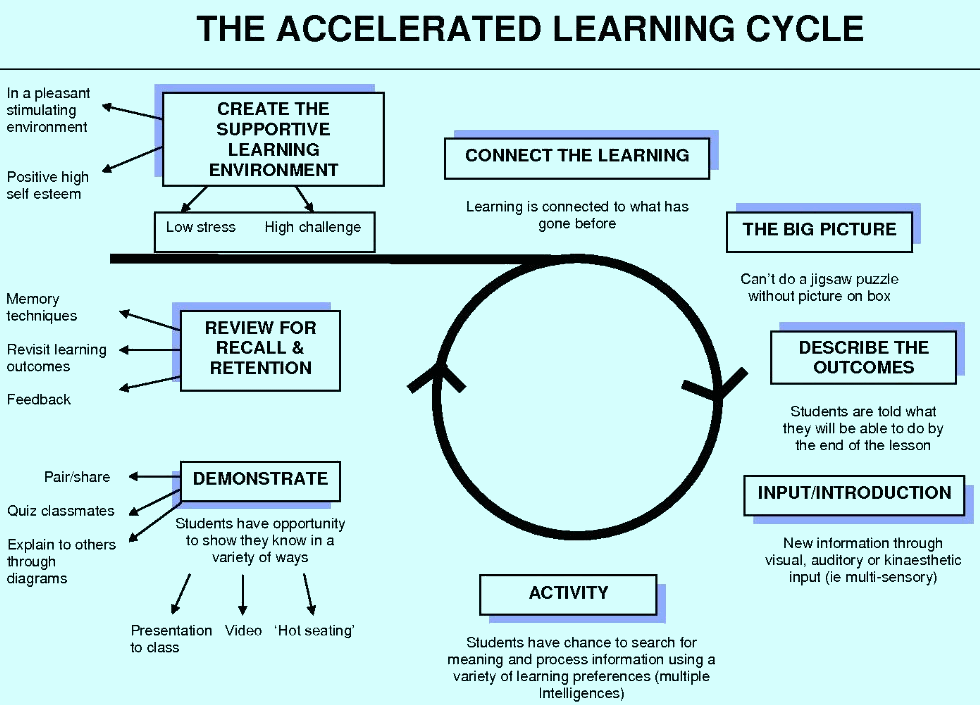 THE ACCELERATED LEARNING CYCLE
In a pleasant
stimulating
environment
Positive high
self esteem
CREATE THE
SUPPORTIVE
LEARNING
ENVIRONMENT
Low stress
High challenge
CONNECT THE LEARNING
Learning is connected to what has
gone before
THE BIG PICTURE
Can't do a jigsaw puzzle
without picture on box
DESCRIBE THE
OUTCOMES
Students are told what
they will be able to do by
the end of the lesson
INPUT/INTRODUCTION
New information through
visual, auditory or kinaesthetic
input (ie multi-sensory)
ACTIVITY
Students have chance to search for
meaning and process information using a
variety of learning preferences (multiple
Intelligences)
DEMONSTRATE
Pair/share
Quiz classmates
Explain to others
through
diagrams
Students have opportunity
to show they know in a
variety of ways
Presentation
to class
Video
‘Hot seating’
REVIEW FOR
RECALL &
RETENTION
Memory
techniques
Revisit learning
outcomes
Feedback